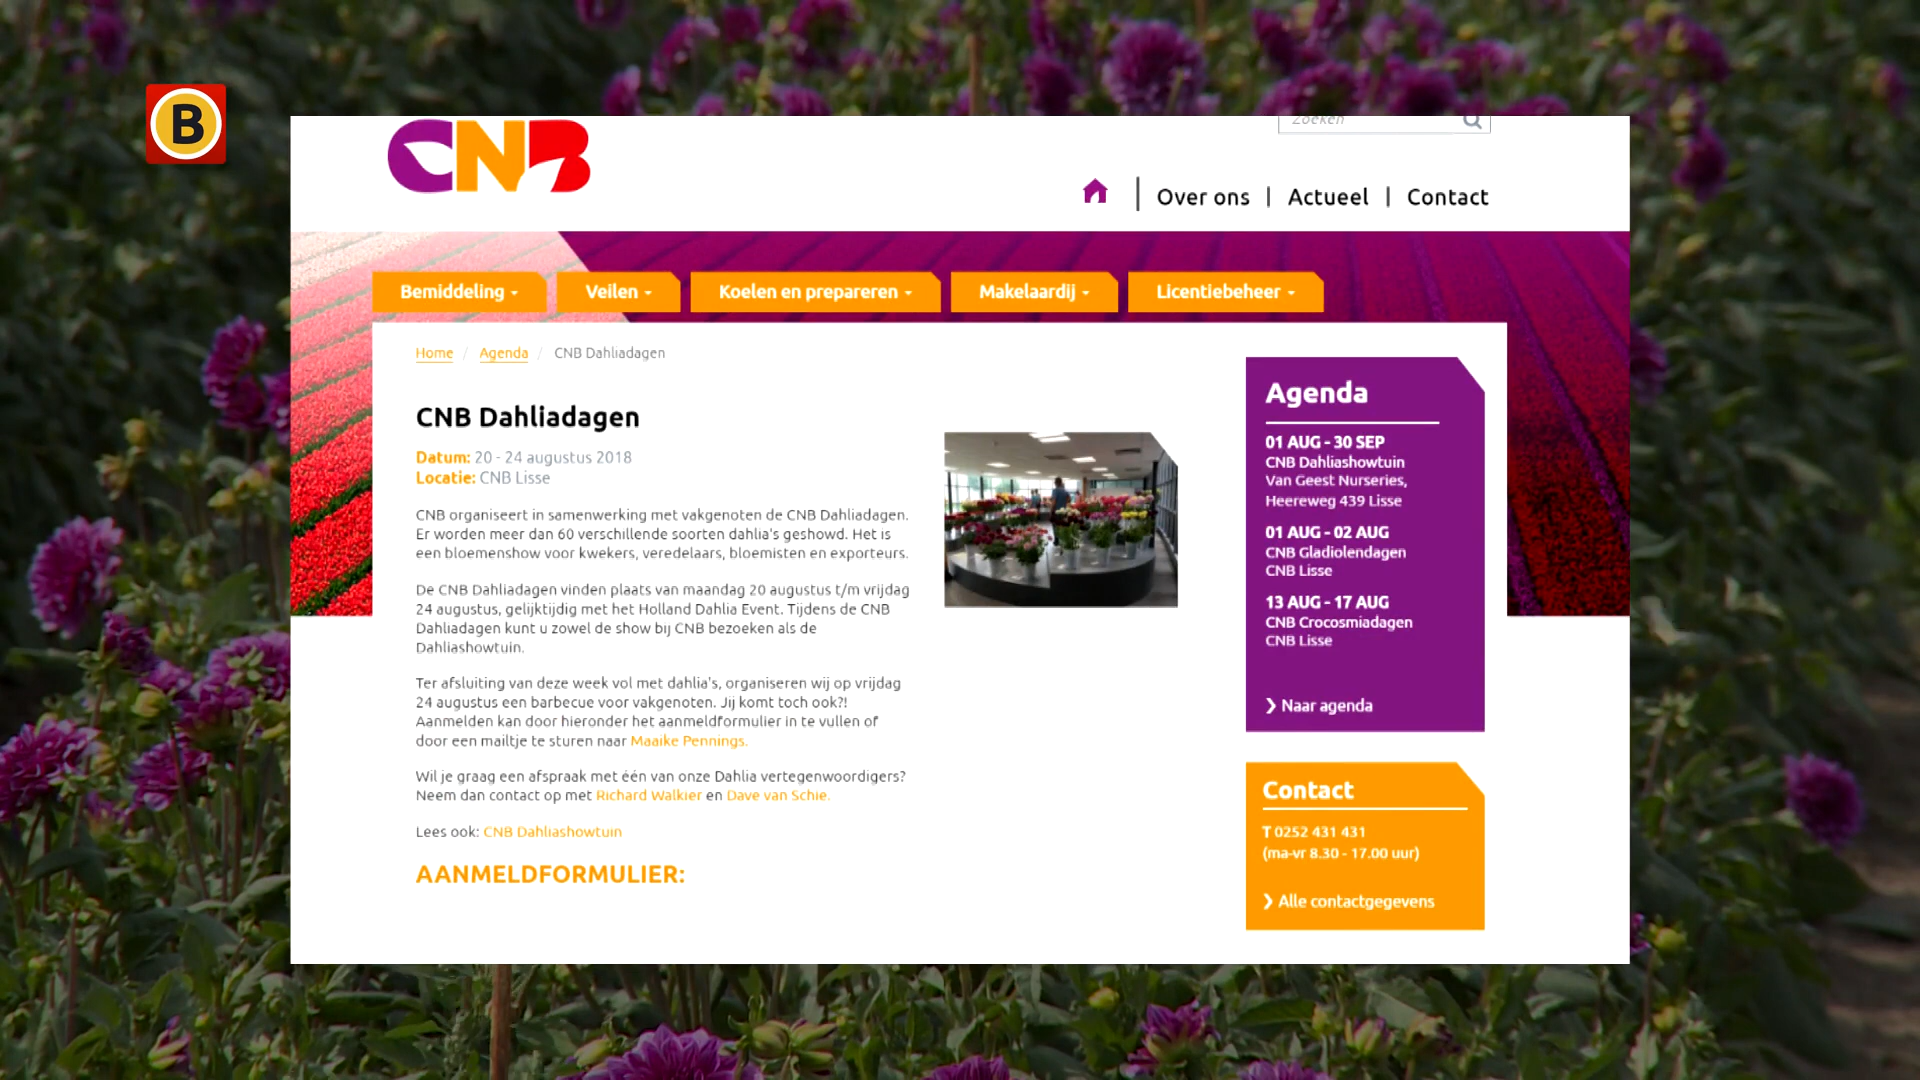 B
Zoeken
CNB
Over ons | Actueel | Contact
Bemiddeling Veilen Koelen en prepareren Makelaardij Licentiebeheer
Home / Agenda / CNB Dahliadagen
CNB Dahliadagen
Datum: 20 - 24 augustus 2018
Locatie: CNB Lisse
CNB organiseert in samenwerking met vakgenoten de CNB Dahliadagen.
Er worden meer dan 60 verschillende soorten dahlia's geshowd. Het is
een bloemenshow voor kwekers, veredelaars, bloemisten en exporteurs.
De CNB Dahliadagen vinden plaats van maandag 20 augustus t/m vrijdag
24 augustus, gelijktijdig met het Holland Dahlia Event. Tijdens de CNB
Dahliadagen kunt u zowel de show bij CNB bezoeken als de
Dahliashowtuin.
Ter afsluiting van deze week vol met dahlia's, organiseren wij op vrijdag
24 augustus een barbecue voor vakgenoten. Jij komt toch ook?!
Aanmelden kan door hieronder het aanmeldformulier in te vullen of
door een mailtje te sturen naar Maaike Pennings.
Wil je graag een afspraak met één van onze Dahlia vertegenwoordigers?
Neem dan contact op met Richard Walkier en Dave van Schie.
Lees ook: CNB Dahliashowtuin
AANMELDFORMULIER:
Agenda
01 AUG - 30 SEP
CNB Dahliashowtuin
Van Geest Nurseries,
Heereweg 439 Lisse
01 AUG - 02 AUG
CNB Gladiolendagen
CNB Lisse
13 AUG - 17 AUG
CNB Crocosmiadagen
CNB Lisse
❯ Naar agenda
Contact
T 0252 431 431
(ma-vr 8.30 - 17.00 uur)
❯ Alle contactgegevens